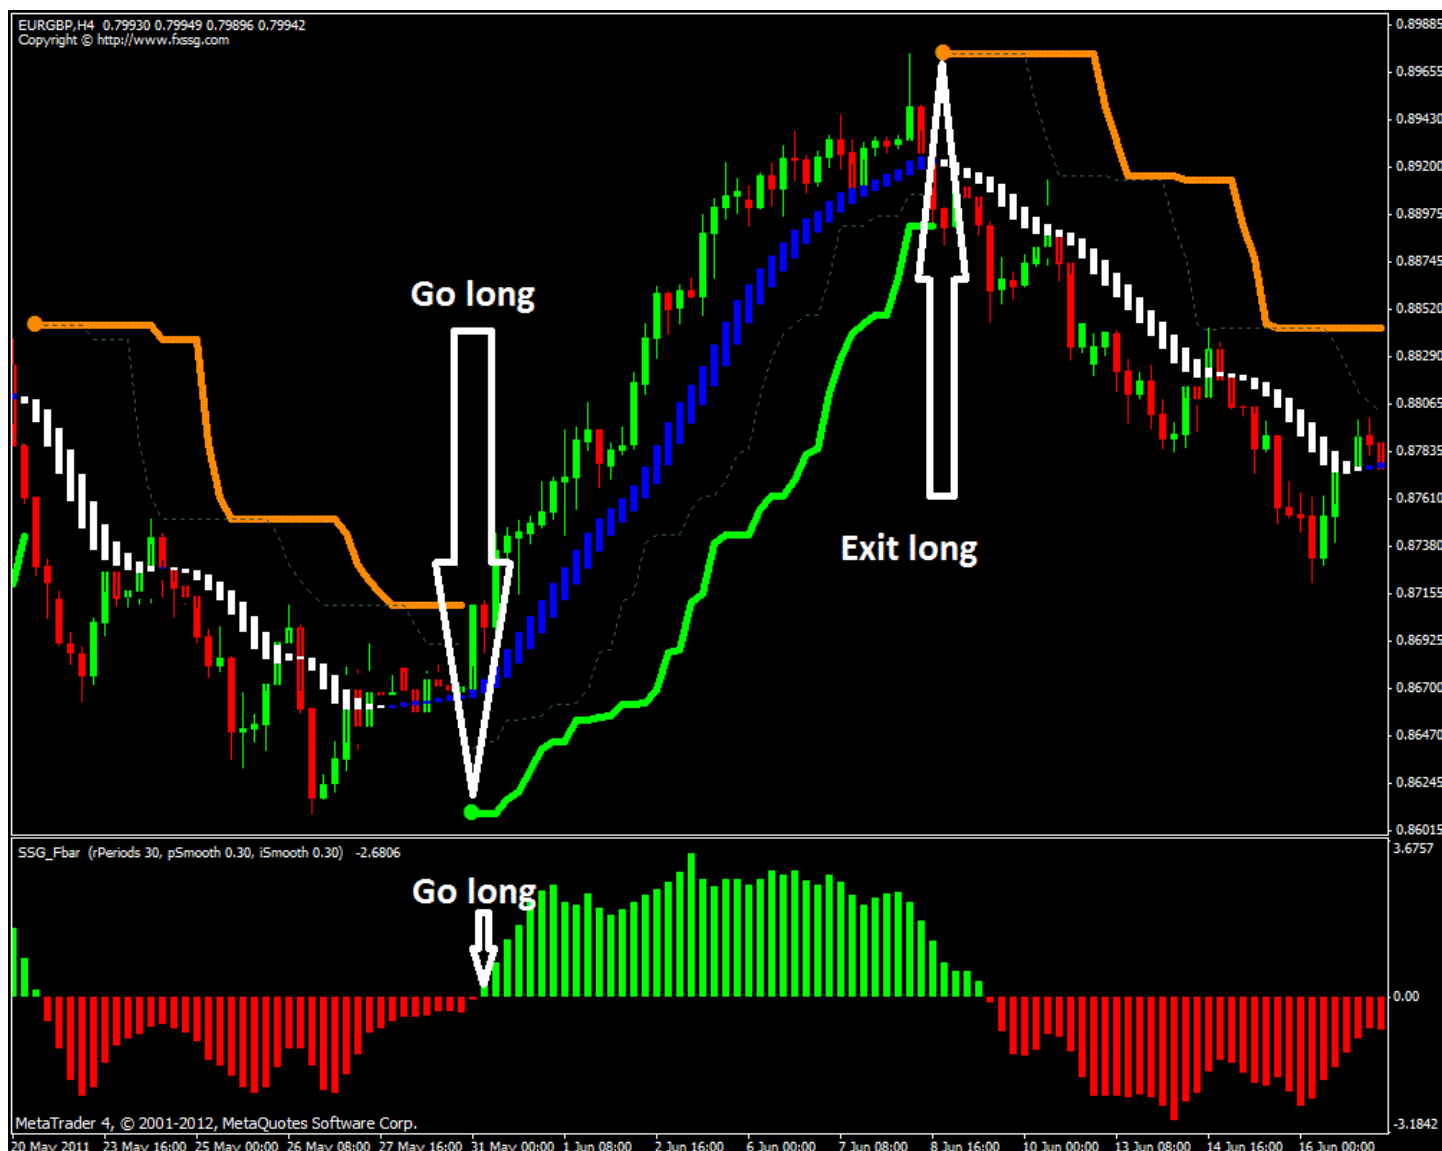 EURGBP,H4 0.79930 0.79949 0.79896 0.79942
Copyright © http://www.fxssg.com
0.89885
0.89655
0.89430
0.89200
0.88975
0.88745
0.88520
0.88290
0.88065
0.87835
0.87610
0.87380
0.87155
0.86925
0.86700
0.86470
0.86245
0.86015
Go long
Exit long
SSG_Fbar (rPeriods 30, pSmooth 0.30, iSmooth 0.30) -2.6806
3.6757
Go long
0.00
-3.1842
MetaTrader 4, © 2001-2012, MetaQuotes Software Corp.
20 May 2011 23 May 16:00 25 May 00:00 26 May 08:00 27 May 16:00 31 May 00:00 1 Jun 08:00 2 Jun 16:00 6 Jun 00:00 7 Jun 08:00 8 Jun 16:00 10 Jun 00:00 13 Jun 08:00 14 Jun 16:00 16 Jun 00:00